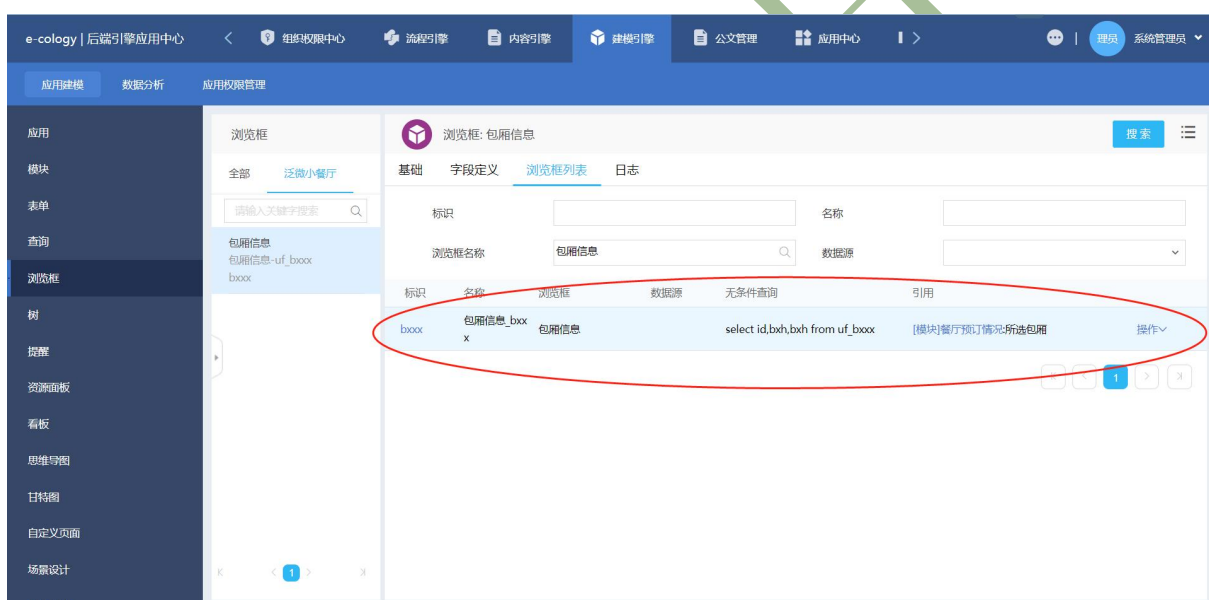 e-cology | 后端引擎应用中心 组织权限中心 流程引擎 内容引擎 建模引擎 公文管理 应用中心 理员 系统管理员
应用建模 数据分析 应用权限管理
应用
模块
表单
查询
浏览框
树
提醒
资源面板
看板
思维导图
甘特图
自定义页面
场景设计
浏览框
全部 泛微小餐厅
请输入关键字搜索
包厢信息
包厢信息-uf_bxxx
bxxx
1
浏览框: 包厢信息 搜索
基础 字段定义 浏览框列表 日志
标识 名称
浏览框名称 包厢信息 数据源
标识 名称 浏览框 数据源 无条件查询 引用
bxxx 包厢信息_bxx
x 包厢信息 select id,bxh,bxh from uf_bxxx [模块]餐厅预订情况:所选包厢 操作
1